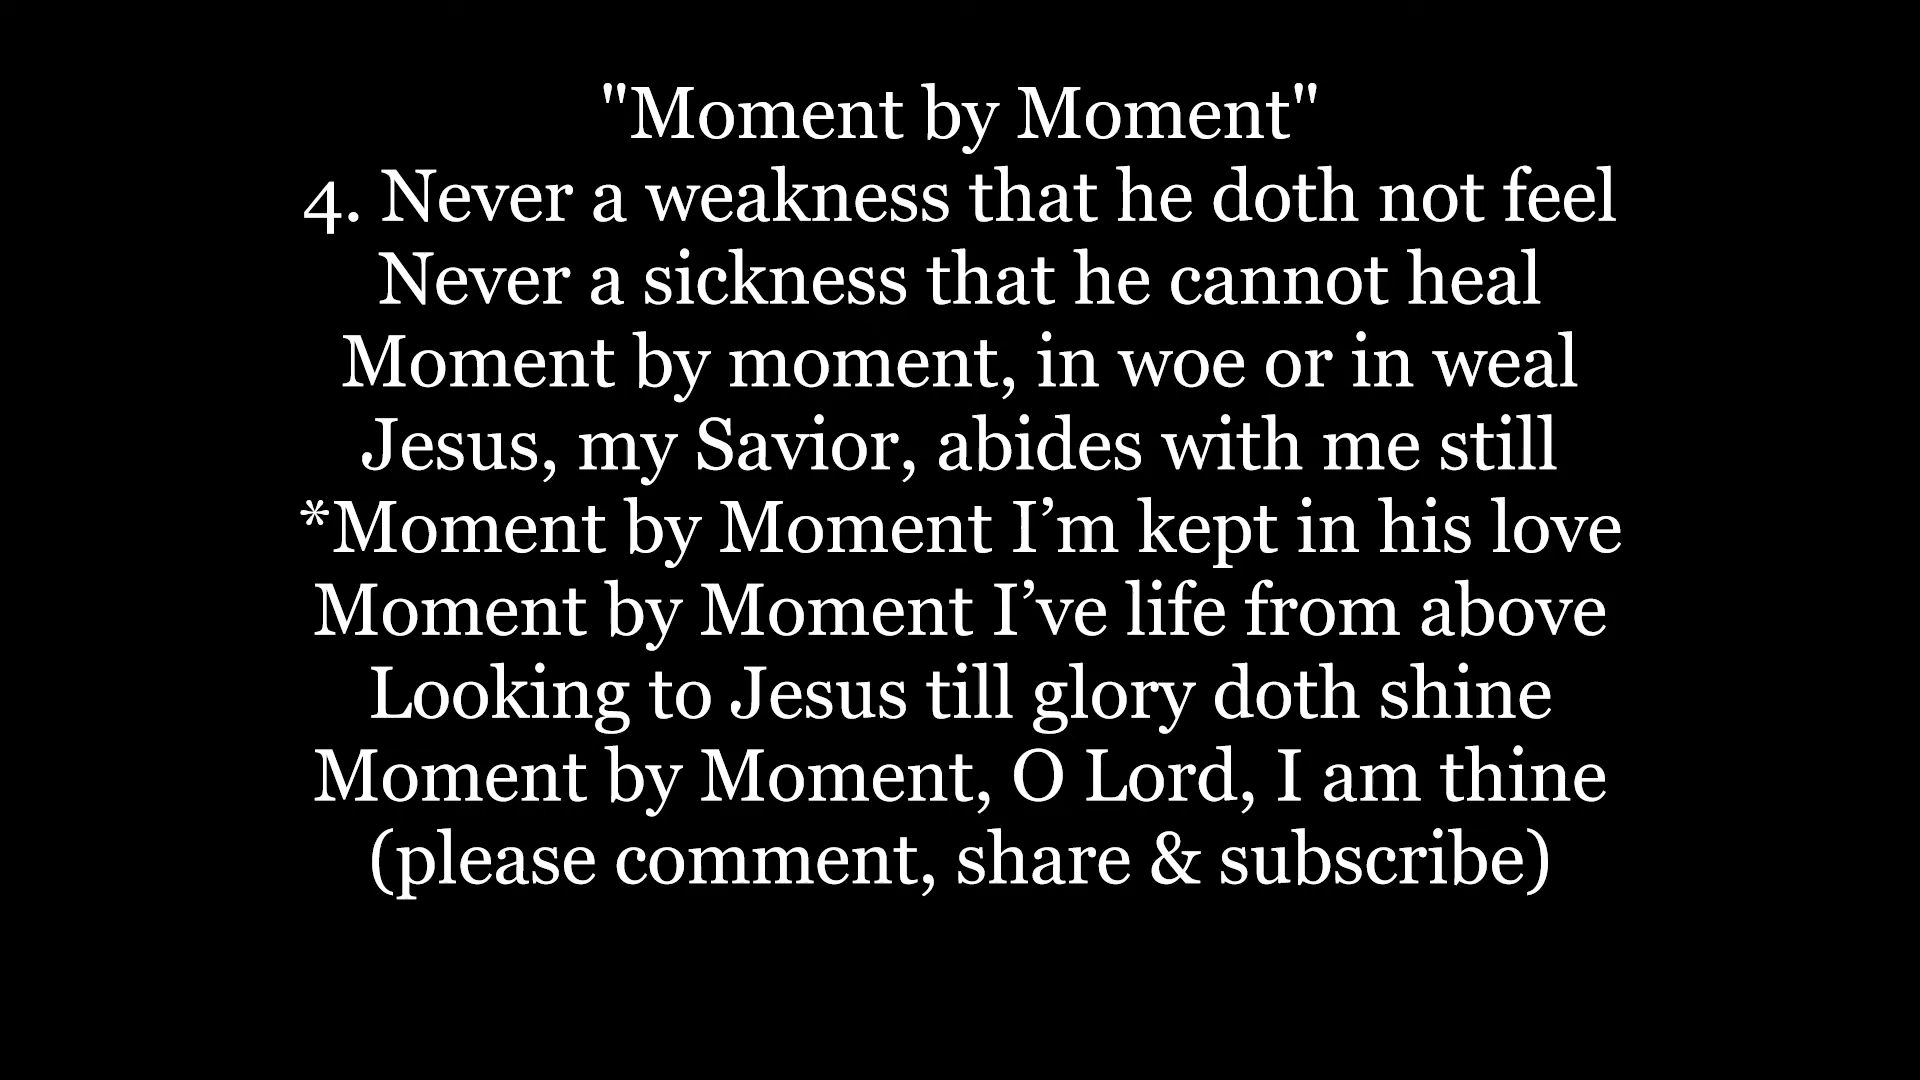 "Moment by Moment"
4. Never a weakness that he doth not feel
Never a sickness that he cannot heal
Moment by moment, in woe or in weal
Jesus, my Savior, abides with me still
*Moment by Moment I’m kept in his love
Moment by Moment I’ve life from above
Looking to Jesus till glory doth shine
Moment by Moment, O Lord, I am thine
(please comment, share & subscribe)